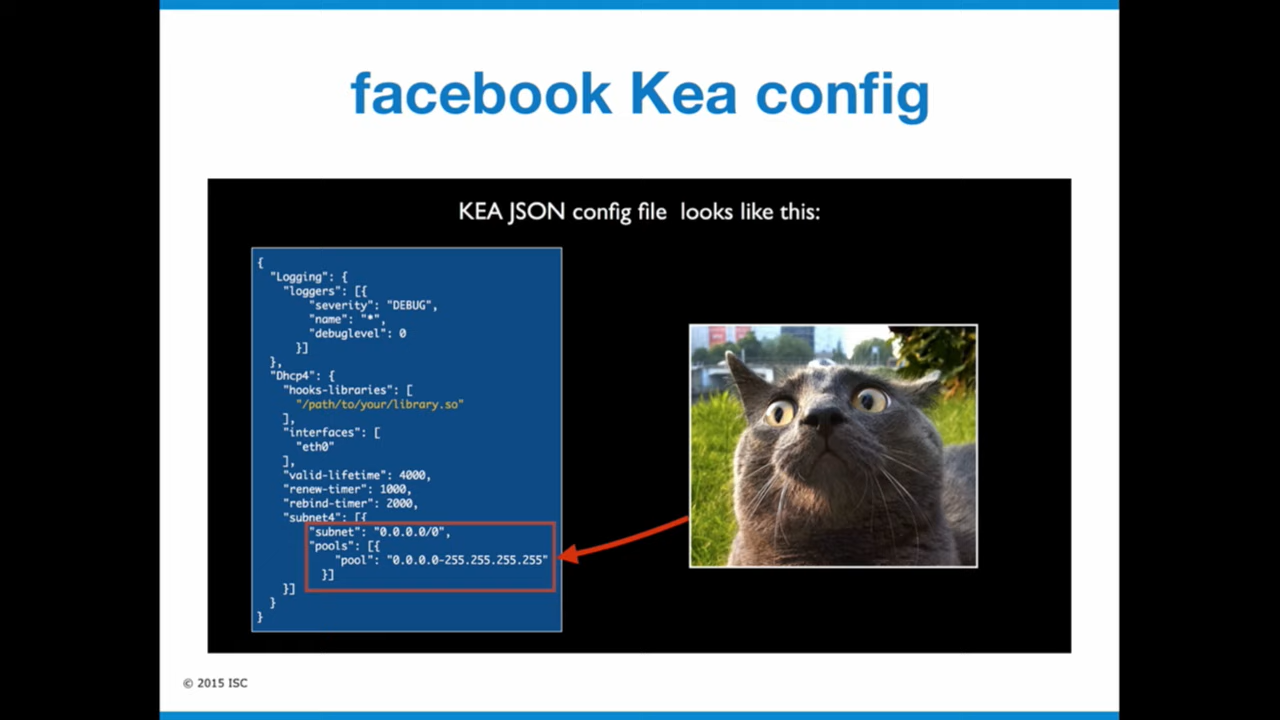 facebook Kea config
KEA JSON config file looks like this:
{
"Logging": {
"loggers": [{
"severity": "DEBUG",
"name": "*",
"debuglevel": 0
}]
},
"Dhcp4": {
"hooks-libraries": [
"/path/to/your/library.so"
],
"interfaces": [
"eth0"
],
"valid-lifetime": 4000,
"renew-timer": 1000,
"rebind-timer": 2000,
"subnet4": [{
"subnet": "0.0.0.0/0",
"pools": [{
"pool": "0.0.0.0-255.255.255.255"
}]
}]
}
}
© 2015 ISC